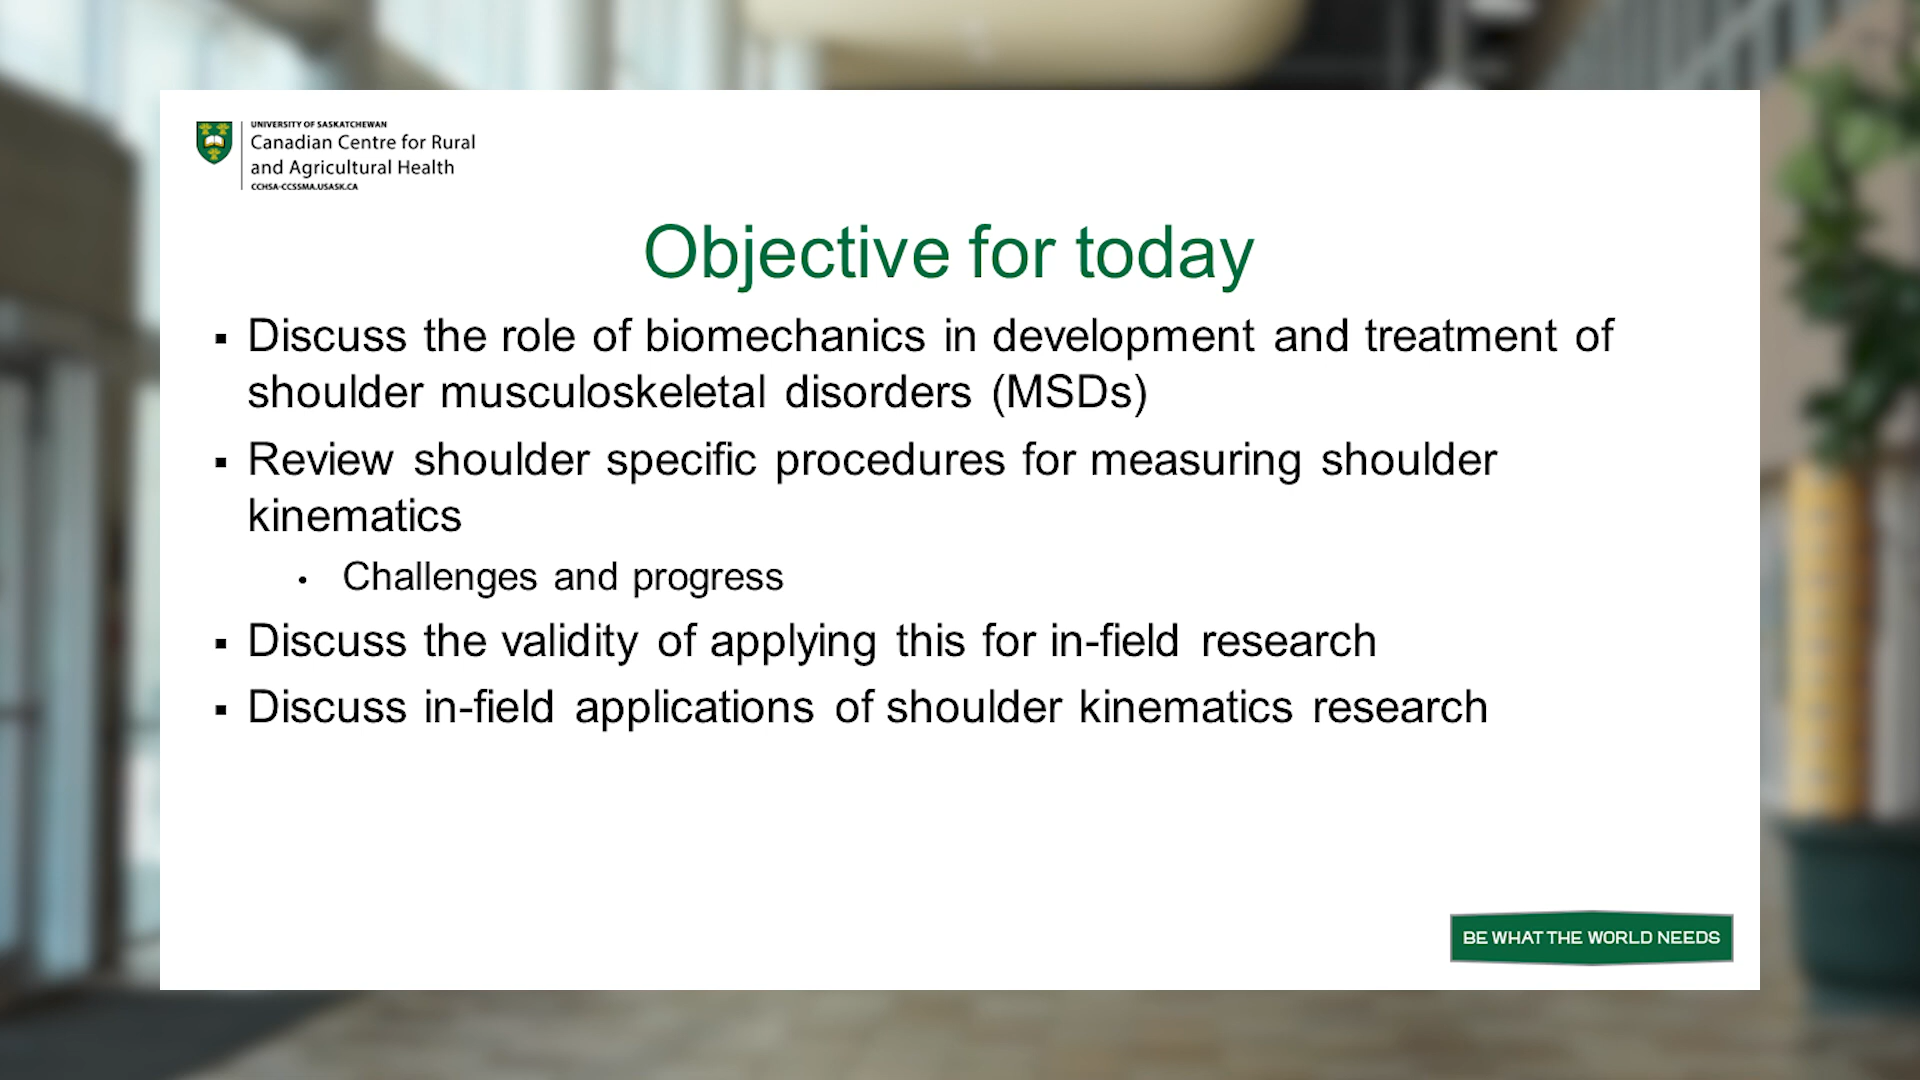 UNIVERSITY OF SASKATCHEWAN
Canadian Centre for Rural
and Agricultural Health
CCHSA-CCSSMA.USASK.CA
Objective for today
▪ Discuss the role of biomechanics in development and treatment of
shoulder musculoskeletal disorders (MSDs)
▪ Review shoulder specific procedures for measuring shoulder
kinematics
• Challenges and progress
▪ Discuss the validity of applying this for in-field research
▪ Discuss in-field applications of shoulder kinematics research
BE WHAT THE WORLD NEEDS